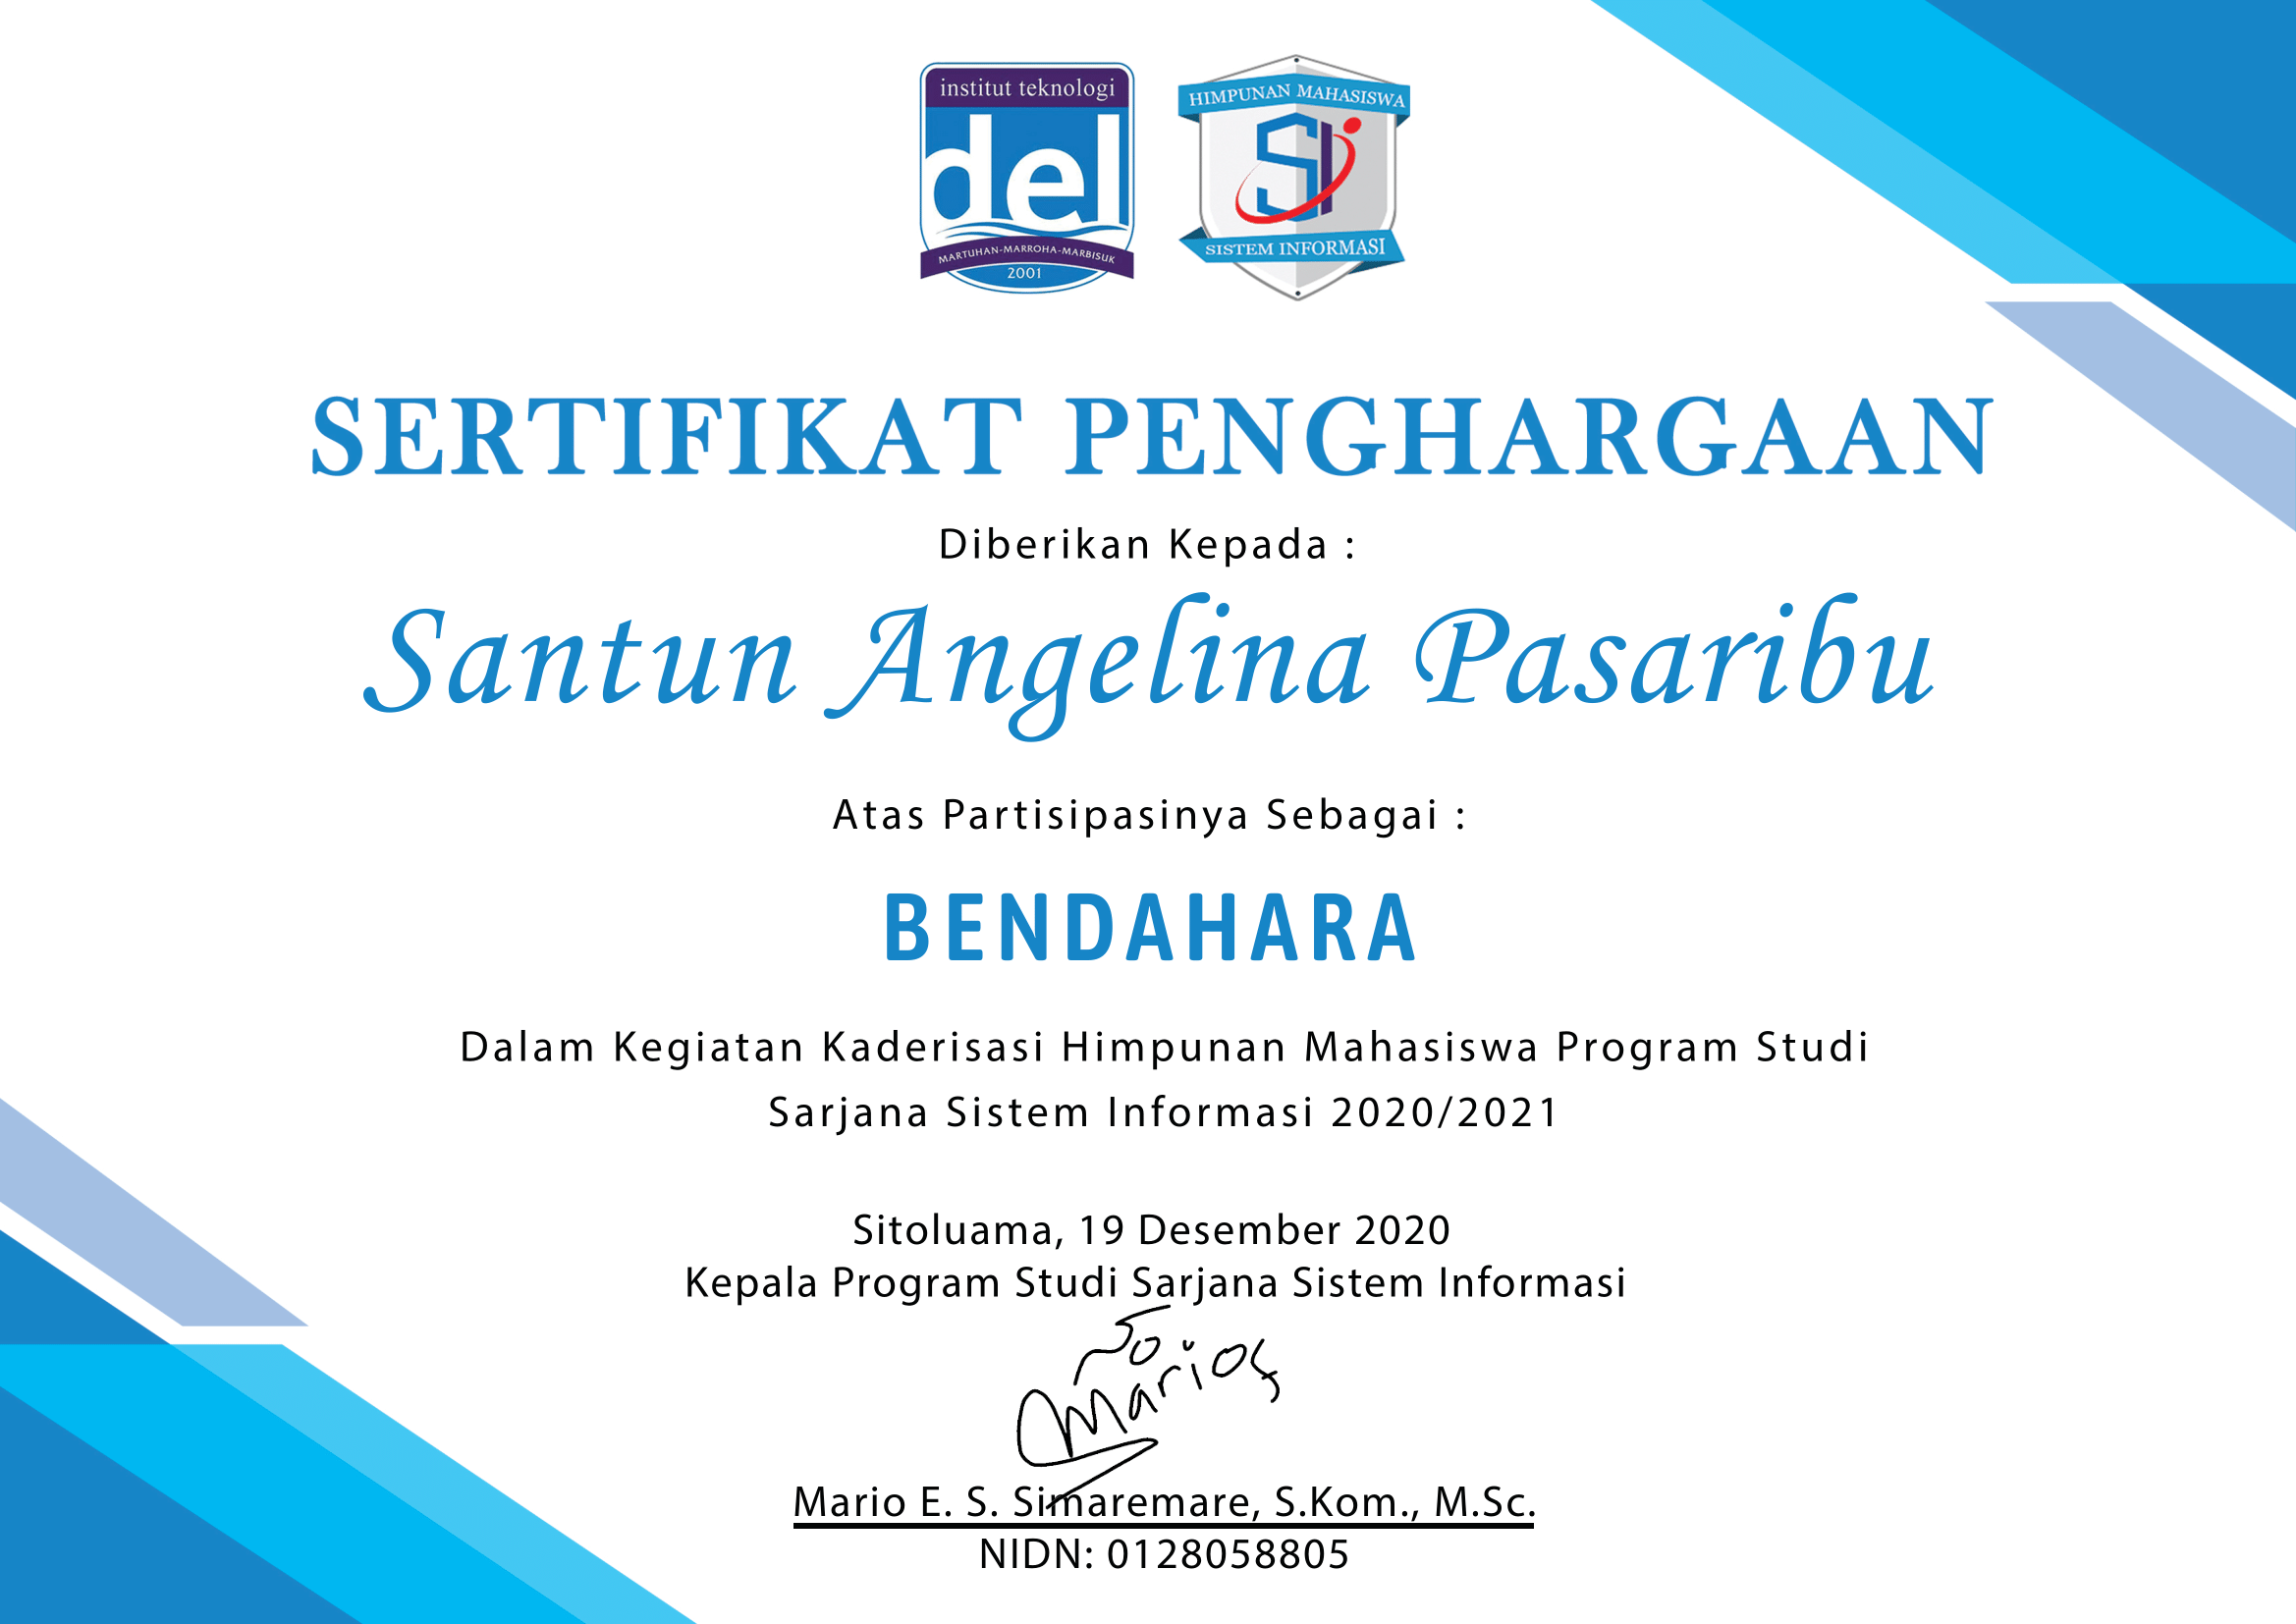 institut teknologi
del
MARTUHAN-MARROHA-MARBISUK
2001
HIMPUNAN MAHASISWA
SI
SISTEM INFORMASI
SERTIFIKAT PENGHARGAAN
Diberikan Kepada :
Santun Angelina Pasaribu
Atas Partisipasinya Sebagai :
BENDAHARA
Dalam Kegiatan Kaderisasi Himpunan Mahasiswa Program Studi
Sarjana Sistem Informasi 2020/2021
Sitoluama, 19 Desember 2020
Kepala Program Studi Sarjana Sistem Informasi
Mario E. S. Simaremare, S.Kom., M.Sc.
NIDN: 0128058805